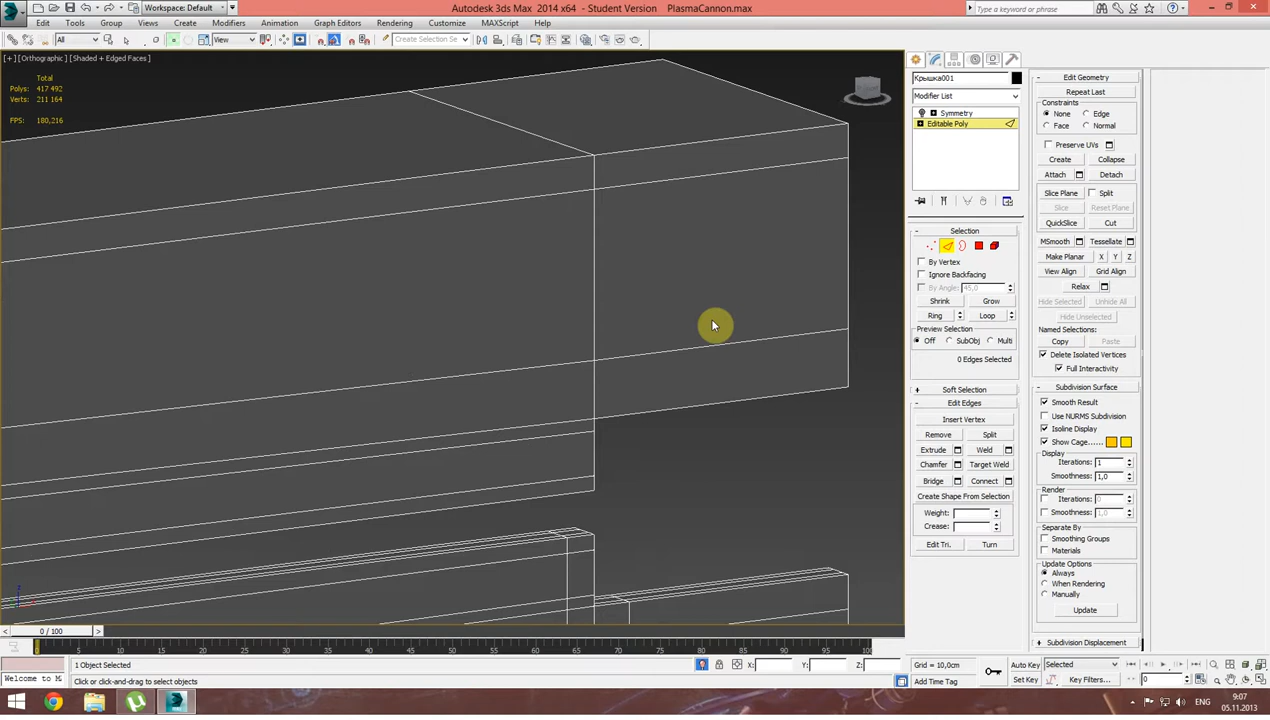 Workspace: Default
Autodesk 3ds Max 2014 x64 - Student Version PlasmaCannon.max
Type a keyword or phrase
Edit Tools Group Views Create Modifiers Animation Graph Editors Rendering Customize MAXScript Help
All View Create Selection Se
[+] [Orthographic] [Shaded + Edged Faces]
Total
Polys: 417 492
Verts: 211 164
FPS: 180,216
Крышка001
Modifier List
Symmetry
Editable Poly
Selection
By Vertex
Ignore Backfacing
By Angle: 45,0
Shrink Grow
Ring Loop
Preview Selection
Off SubObj Multi
0 Edges Selected
Soft Selection
Edit Edges
Insert Vertex
Remove Split
Extrude Weld
Chamfer Target Weld
Bridge Connect
Create Shape From Selection
Weight:
Crease:
Edit Tri. Turn
Edit Geometry
Repeat Last
Constraints
None Edge
Face Normal
Preserve UVs
Create Collapse
Attach Detach
Slice Plane Split
Slice Reset Plane
QuickSlice Cut
MSmooth Tessellate
Make Planar X Y Z
View Align Grid Align
Relax
Hide Selected Unhide All
Hide Unselected
Named Selections:
Copy Paste
Delete Isolated Vertices
Full Interactivity
Subdivision Surface
Smooth Result
Use NURMS Subdivision
Isoline Display
Show Cage......
Display
Iterations: 1
Smoothness: 1,0
Render
Iterations: 0
Smoothness: 1,0
Separate By
Smoothing Groups
Materials
Update Options
Always
When Rendering
Manually
Update
Subdivision Displacement
0 / 100
0 5 10 15 20 25 30 35 40 45 50 55 60 65 70 75 80 85 90 95 100
1 Object Selected X: Y: Z: Grid = 10,0cm Auto Key Selected
Welcome to M Click or click-and-drag to select objects Add Time Tag Set Key Key Filters... 0
ENG
9:07
05.11.2013